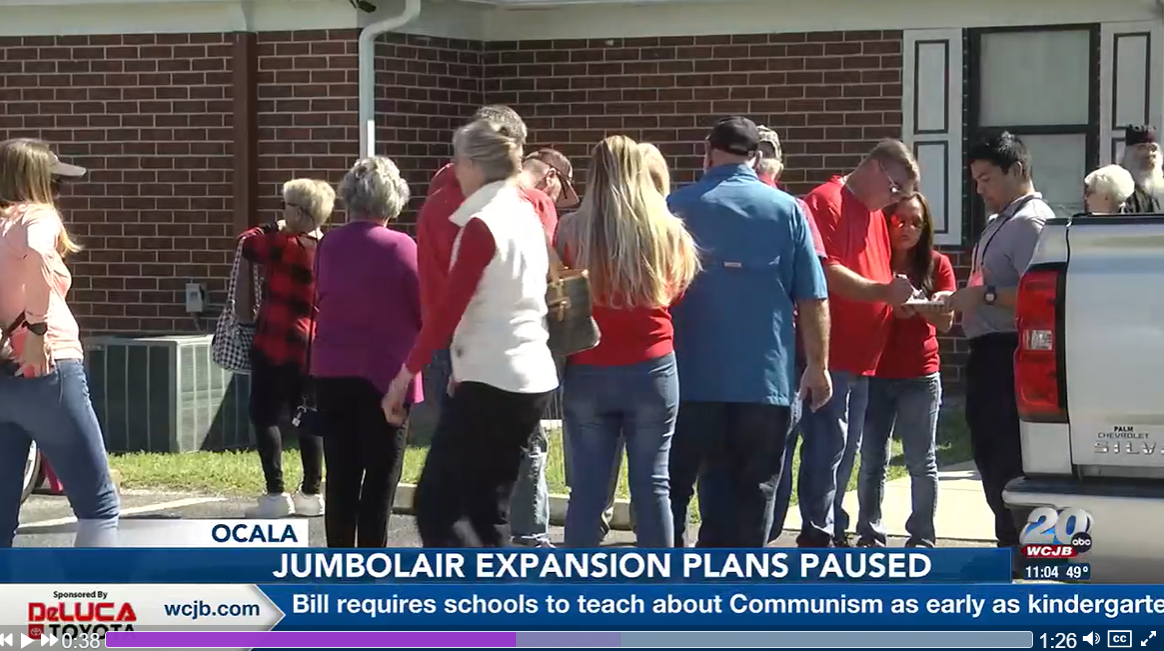 PALM
CHEVROLET
SILV
20
abc
WCJB
OCALA
JUMBOLAIR EXPANSION PLANS PAUSED
11:04 49°
Sponsored By
DeLUCA
TOYOTA
wcjb.com
Bill requires schools to teach about Communism as early as kindergarte
0:38
1:26
CC